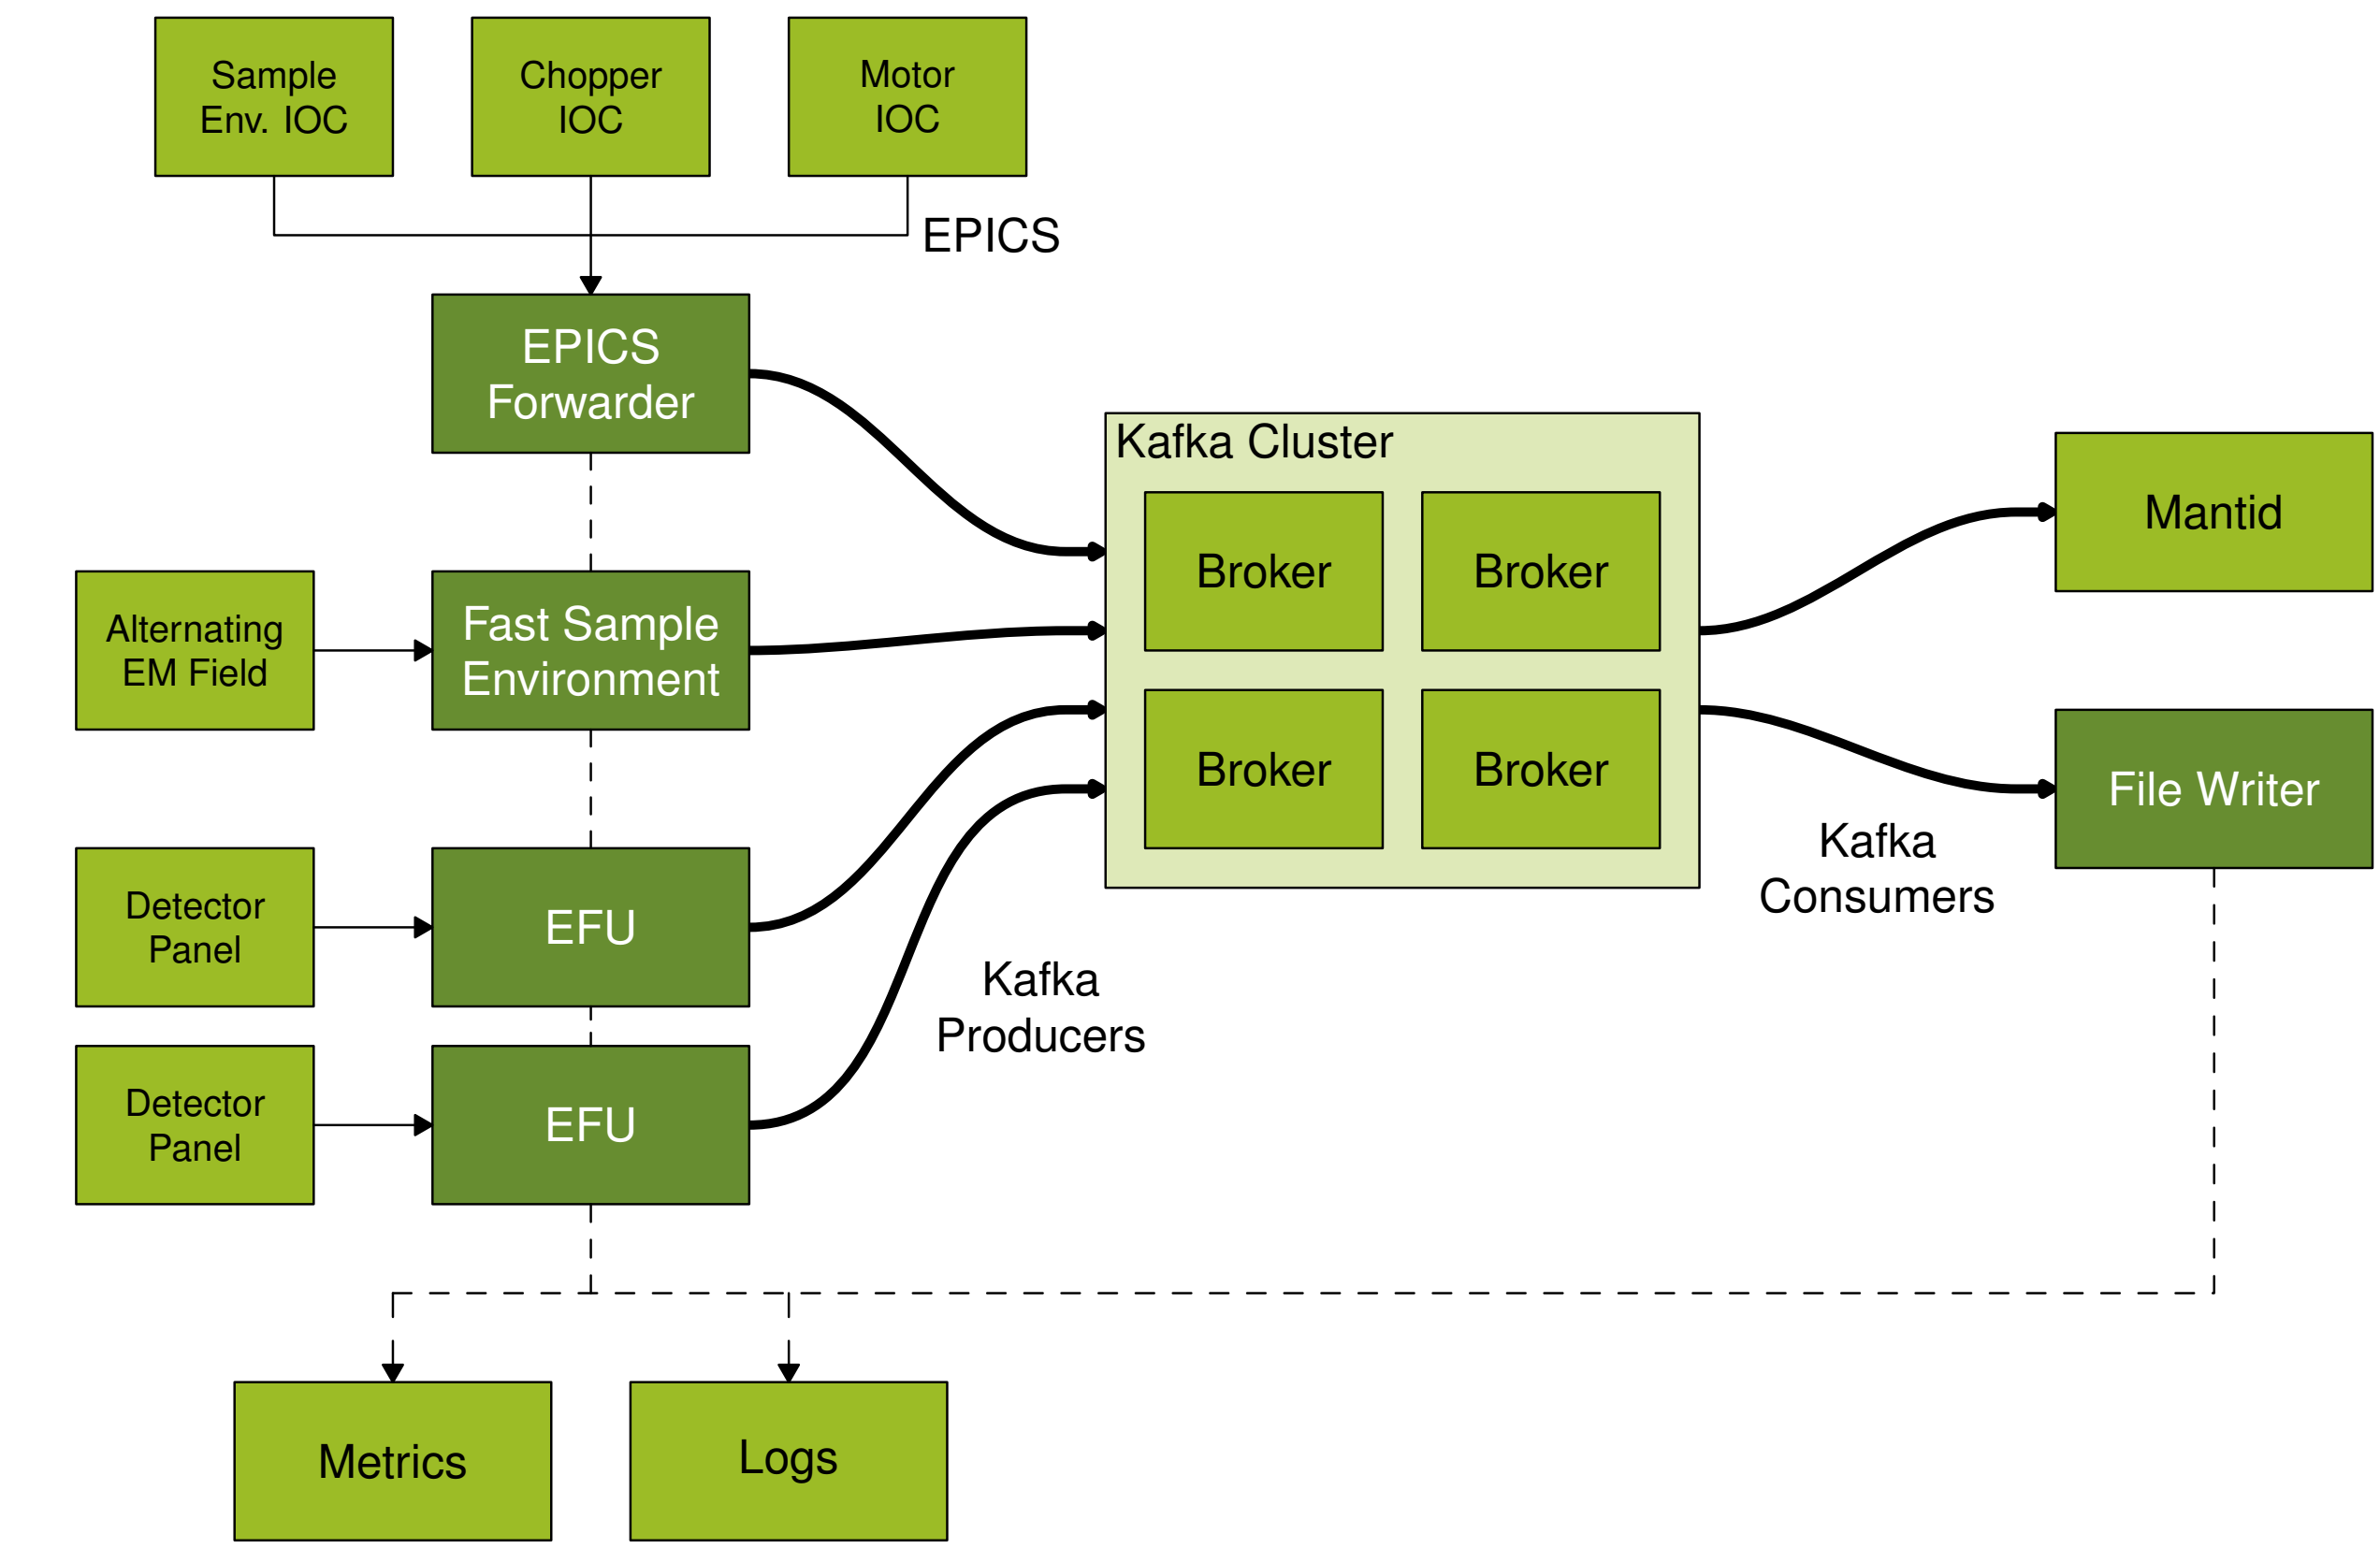 Sample
Env. IOC
Chopper
IOC
Motor
IOC
EPICS
EPICS
Forwarder
Kafka Cluster
Broker
Broker
Broker
Broker
Mantid
Alternating
EM Field
Fast Sample
Environment
File Writer
Kafka
Consumers
Detector
Panel
EFU
Kafka
Producers
Detector
Panel
EFU
Metrics
Logs